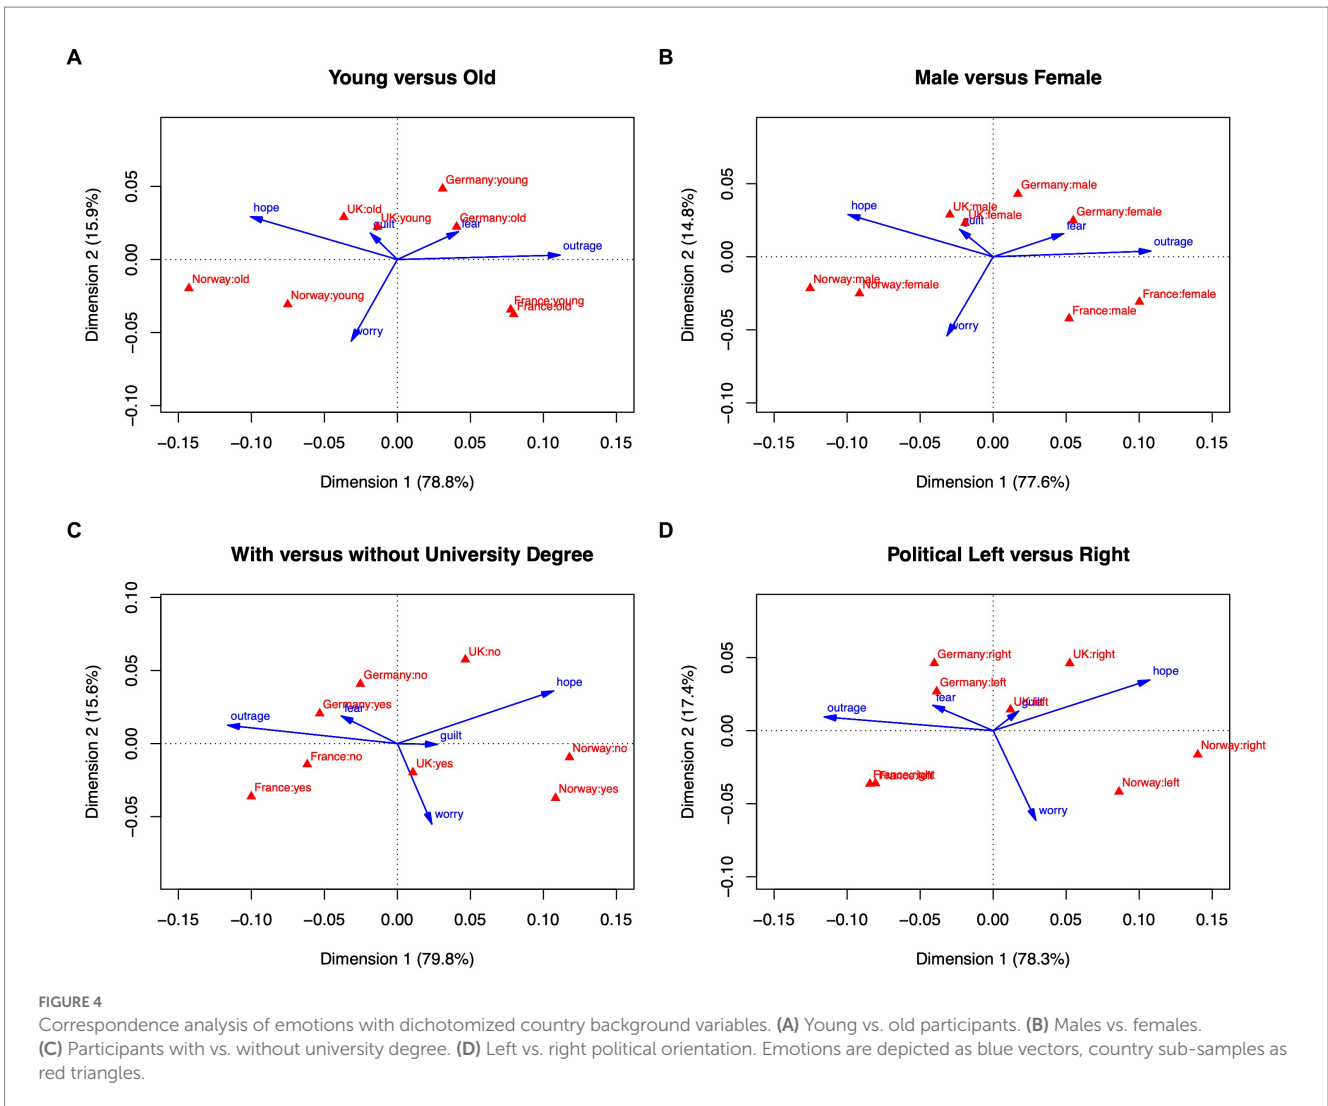 A
Young versus Old
Dimension 2 (15.9%)
0.05
0.00
−0.05
−0.10
hope
UK:old
UK:young
guilt
Germany:young
Germany:old
fear
outrage
Norway:old
Norway:young
worry
France:young
France:old
−0.15 −0.10 −0.05 0.00 0.05 0.10 0.15
Dimension 1 (78.8%)
B
Male versus Female
Dimension 2 (14.8%)
0.05
0.00
−0.05
−0.10
hope
UK:male
UK:female
guilt
Germany:male
Germany:female
fear
outrage
Norway:male
Norway:female
worry
France:female
France:male
−0.15 −0.10 −0.05 0.00 0.05 0.10 0.15
Dimension 1 (77.6%)
C
With versus without University Degree
Dimension 2 (15.6%)
0.10
0.05
0.00
−0.05
UK:no
Germany:no
hope
Germany:yes
fear
outrage
guilt
France:no
UK:yes
Norway:no
France:yes
Norway:yes
worry
−0.15 −0.10 −0.05 0.00 0.05 0.10 0.15
Dimension 1 (79.8%)
D
Political Left versus Right
Dimension 2 (17.4%)
0.05
0.00
−0.05
−0.10
Germany:right
UK:right
hope
Germany:left
fear
UK:left
guilt
outrage
Norway:right
France:right
France:left
Norway:left
worry
−0.15 −0.10 −0.05 0.00 0.05 0.10 0.15
Dimension 1 (78.3%)
FIGURE 4
Correspondence analysis of emotions with dichotomized country background variables. (A) Young vs. old participants. (B) Males vs. females.
(C) Participants with vs. without university degree. (D) Left vs. right political orientation. Emotions are depicted as blue vectors, country sub-samples as
red triangles.